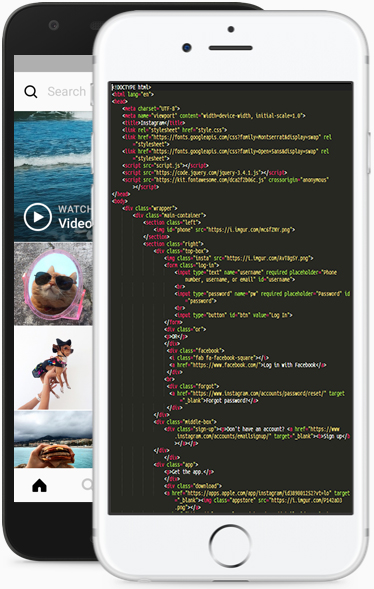 Search
WATCH
Video
<!DOCTYPE html>
<html lang="en">
<head>
<meta charset="UTF-8">
<meta name="viewport" content="width=device-width, initial-scale=1.0">
<title>Instagram</title>
<link rel="stylesheet" href="style.css">
<link href="https://fonts.googleapis.com/css?family=Montserrat&display=swap" rel
="stylesheet">
<link href="https://fonts.googleapis.com/css?family=Open+Sans&display=swap" rel
="stylesheet">
<script src="script.js"></script>
<script src="https://code.jquery.com/jquery-3.4.1.js"></script>
<script src="https://kit.fontawesome.com/ crossorigin="anonymous"
></script>
</head>
<body>
<div class="wrapper">
<div class="main-container">
<section class="left">
<img id="phone" src="https://i.imgur.com/
</section>
<section class="right">
<div class="top-box">
<img class="insta" src="https://i.imgur.com/
<form class="log-in">
<input type="text" name="username" required placeholder="Phone
number, username, or email" id="username">
<br>
<input type="password" name="pw" required placeholder="Password" id
="password">
<br>
<input type="button" id="btn" value="Log In">
</form>
<div class="or">
<p>OR</p>
</div>
<div class="facebook">
<i class="fab fa-facebook-square"></i>
<a href="https://www.facebook.com/">Log in with Facebook</a>
</div>
<br>
<div class="forgot">
<a href="https://www.instagram.com/accounts/password/reset/" target
="_blank">Forgot password?</a>
</div>
</div>
<div class="middle-box">
<div class="sign-up"><p>Don't have an account? <a href="https://www
.instagram.com/accounts/emailsignup/" target="_blank"><b>Sign up</b>
</a></p>
</div>
</div>
<div class="app">
<p>Get the app.</p>
</div>
<div class="download">
<a href="https://apps.apple.com/app/instagram/id389801252?vt=lo" target
="_blank"><img class="appstore" src="https://i.imgur.com/
.png"></a>